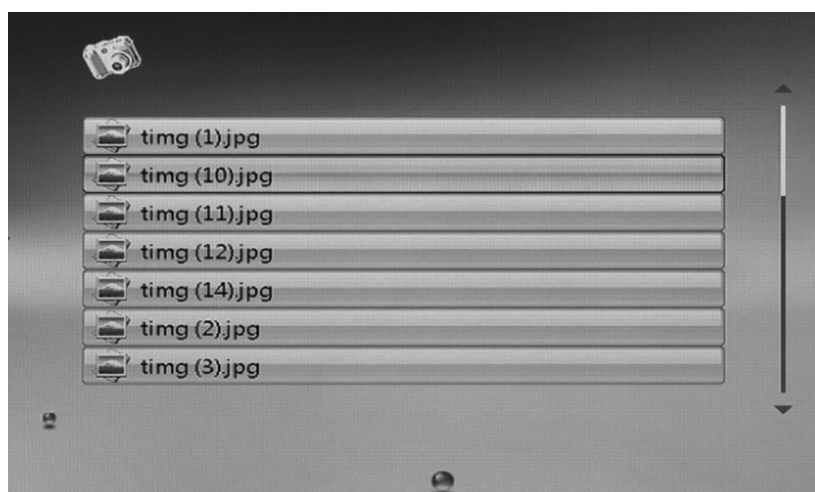 timg (1).jpg
timg (10).jpg
timg (11).jpg
timg (12).jpg
timg (14).jpg
timg (2).jpg
timg (3).jpg